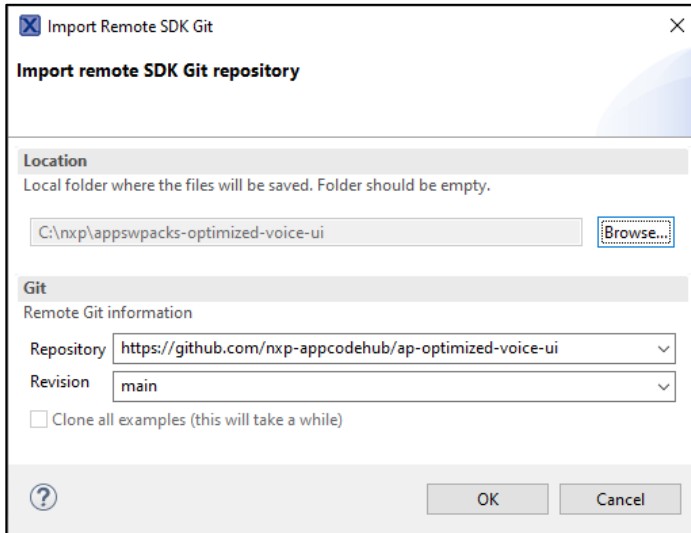 Import Remote SDK Git
Import remote SDK Git repository
Location
Local folder where the files will be saved. Folder should be empty.
C:\nxp\appswpacks-optimized-voice-ui
Browse...
Git
Remote Git information
Repository https://github.com/nxp-appcodehub/ap-optimized-voice-ui
Revision main
Clone all examples (this will take a while)
? OK Cancel